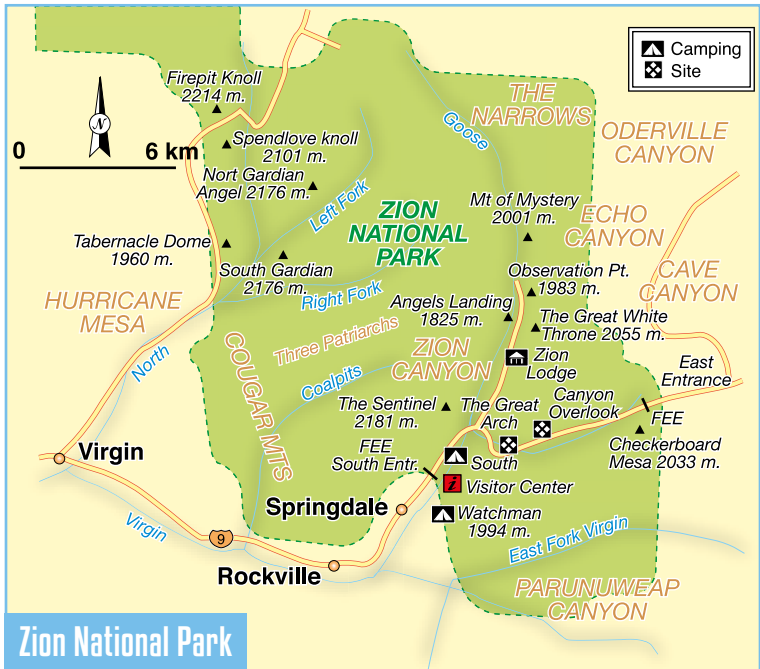 Camping
Site
Firepit Knoll
2214 m.
THE
NARROWS
Goose
ODERVILLE
CANYON
N
0 6 km
Spendlove knoll
2101 m.
Nort Gardian
Angel 2176 m.
Left Fork
ZION
NATIONAL
PARK
Mt of Mystery
2001 m.
ECHO
CANYON
Tabernacle Dome
1960 m.
South Gardian
2176 m.
Right Fork
Observation Pt.
1983 m.
CAVE
CANYON
HURRICANE
MESA
Angels Landing
1825 m.
The Great White
Throne 2055 m.
North
COUGAR MTS
Three Patriarchs
Coalpits
ZION
CANYON
Zion
Lodge
East
Entrance
The Sentinel
2181 m.
The Great
Arch
Canyon
Overlook
FEE
Checkerboard
Mesa 2033 m.
Virgin
FEE
South Entr.
South
Visitor Center
i
Springdale
Watchman
1994 m.
Virgin
9
East Fork Virgin
Rockville
PARUNUWEAP
CANYON
Zion National Park